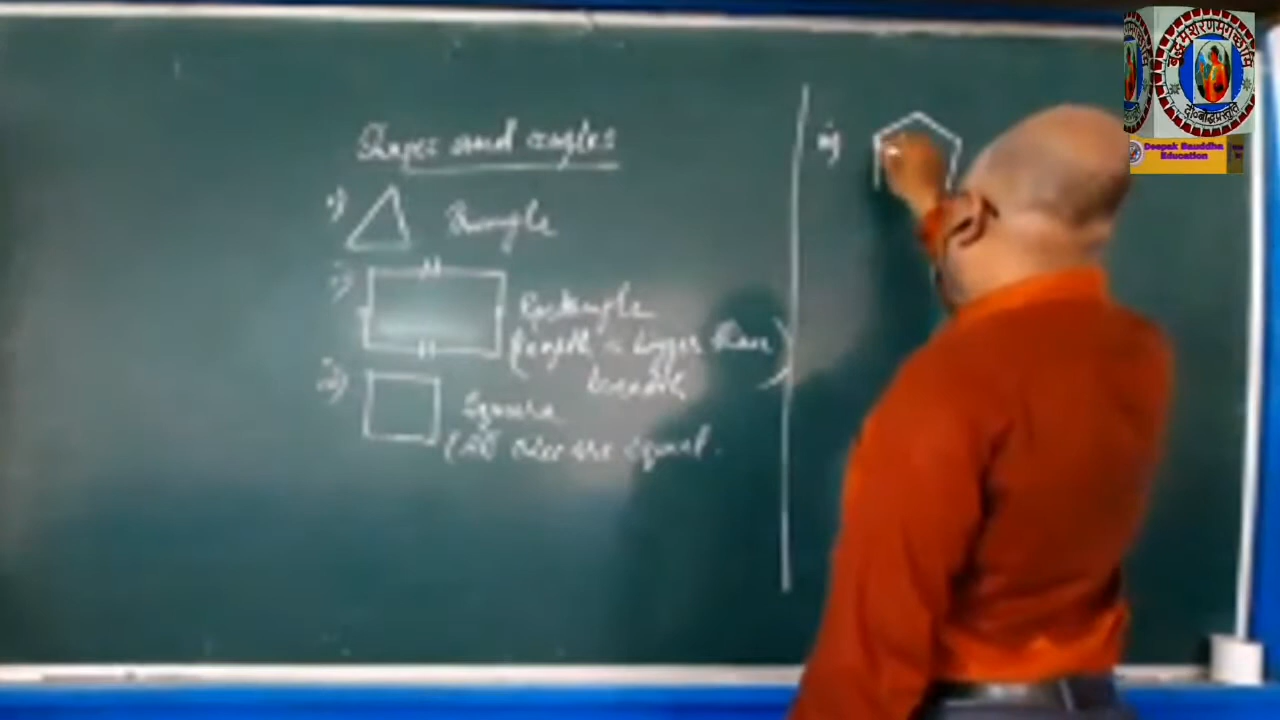 Shapes and angles
i) Triangle
ii) Rectangle
(length is longer than
breadth)
iii) Square
(All sides are equal.
iv)
Deepak Bauddha
Education